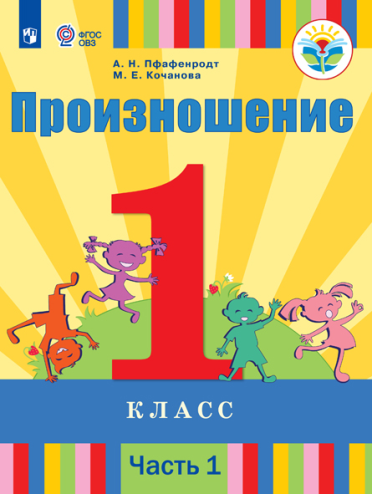 ФГОС
ОВЗ
А. Н. Пфафенродт
М. Е. Кочанова
Произношение
1
КЛАСС
Часть 1